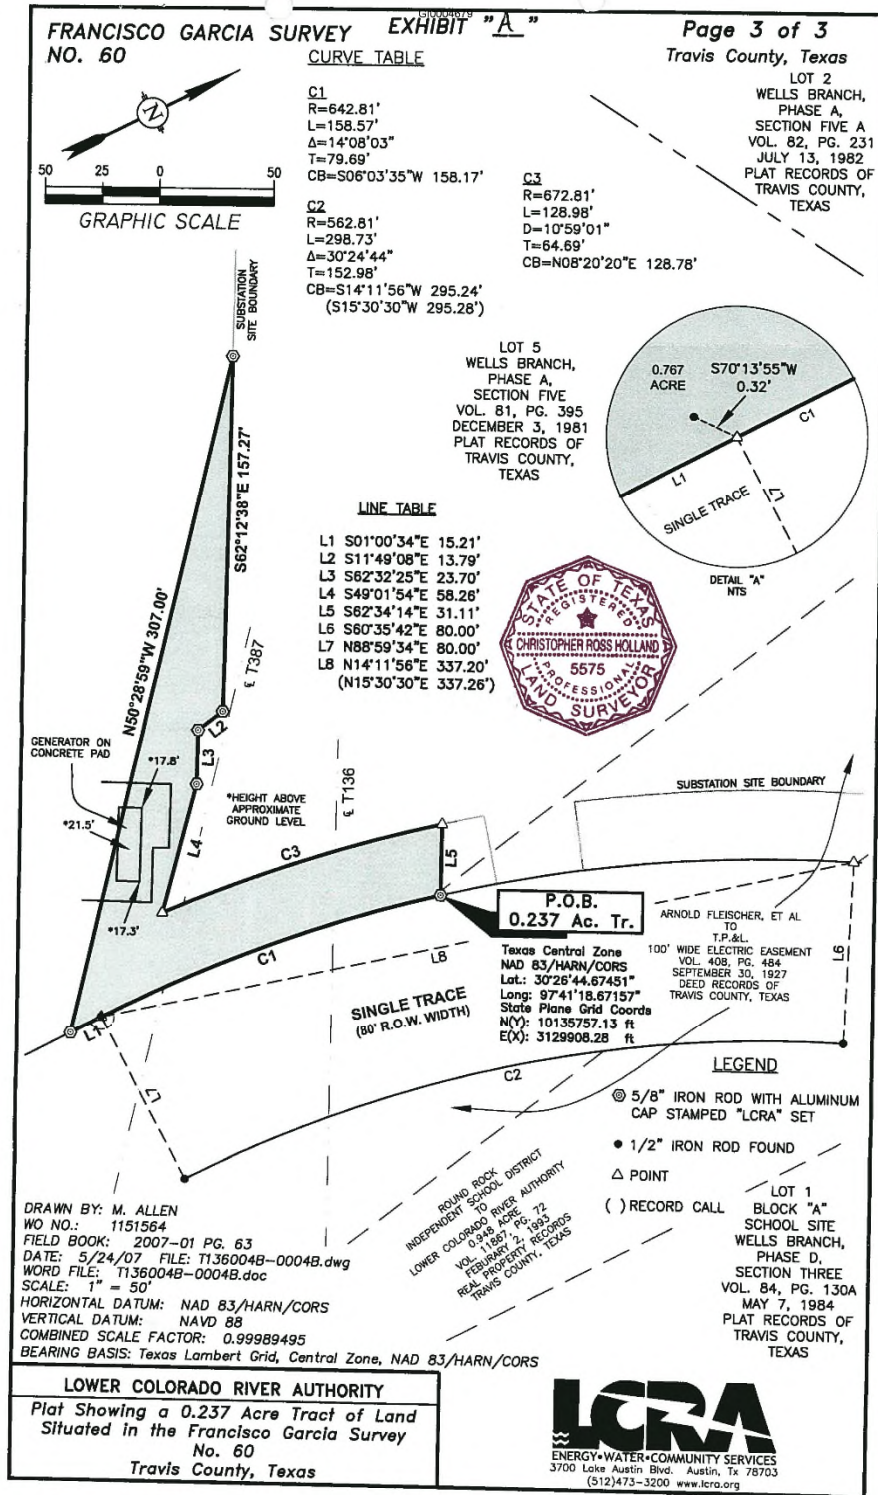 GI0004679
FRANCISCO GARCIA SURVEY
NO. 60
EXHIBIT "A"
Page 3 of 3
Travis County, Texas
CURVE TABLE
C1
R=642.81'
L=158.57'
Δ=14°08'03"
T=79.69'
CB=S06°03'35"W 158.17'
C2
R=562.81'
L=298.73'
Δ=30°24'44"
T=152.98'
CB=S14°11'56"W 295.24'
(S15°30'30"W 295.28')
C3
R=672.81'
L=128.98'
D=10°59'01"
T=64.69'
CB=N08°20'20"E 128.78'
LOT 2
WELLS BRANCH,
PHASE A,
SECTION FIVE A
VOL. 82, PG. 231
JULY 13, 1982
PLAT RECORDS OF
TRAVIS COUNTY,
TEXAS
N
50 25 0 50
GRAPHIC SCALE
SUBSTATION
SITE BOUNDARY
LOT 5
WELLS BRANCH,
PHASE A,
SECTION FIVE
VOL. 81, PG. 395
DECEMBER 3, 1981
PLAT RECORDS OF
TRAVIS COUNTY,
TEXAS
0.767
ACRE
S70°13'55"W
0.32'
C1
L1
SINGLE TRACE
L7
DETAIL "A"
NTS
S62°12'38"E 157.27'
N50°28'59"W 307.00'
LINE TABLE
L1 S01°00'34"E 15.21'
L2 S11°49'08"E 13.79'
L3 S62°32'25"E 23.70'
L4 S49°01'54"E 58.26'
L5 S62°34'14"E 31.11'
L6 S60°35'42"E 80.00'
L7 N88°59'34"E 80.00'
L8 N14°11'56"E 337.20'
(N15°30'30"E 337.26')
STATE OF TEXAS
REGISTERED
CHRISTOPHER ROSS HOLLAND
5575
PROFESSIONAL
LAND SURVEYOR
℄ T387
L2
L3
GENERATOR ON
CONCRETE PAD
*17.8'
*21.5'
*17.3'
*HEIGHT ABOVE
APPROXIMATE
GROUND LEVEL
℄ T136
L4
C3
L5
SUBSTATION SITE BOUNDARY
P.O.B.
0.237 Ac. Tr.
Texas Central Zone
NAD 83/HARN/CORS
Lat.: 30°26'44.67451"
Long: 97°41'18.67157"
State Plane Grid Coords
N(Y): 10135757.13 ft
E(X): 3129908.28 ft
ARNOLD FLEISCHER, ET AL
TO
T.P.&L.
100' WIDE ELECTRIC EASEMENT
VOL. 408, PG. 484
SEPTEMBER 30, 1927
DEED RECORDS OF
TRAVIS COUNTY, TEXAS
L6
C1
L8
L1
SINGLE TRACE
(80' R.O.W. WIDTH)
L7
C2
LEGEND
5/8" IRON ROD WITH ALUMINUM
CAP STAMPED "LCRA" SET
1/2" IRON ROD FOUND
POINT
( ) RECORD CALL
ROUND ROCK
INDEPENDENT SCHOOL DISTRICT
TO
LOWER COLORADO RIVER AUTHORITY
0.948 ACRE
VOL. 11867, PG. 72
FEBURARY 2, 1993
REAL PROPERTY RECORDS
TRAVIS COUNTY, TEXAS
LOT 1
BLOCK "A"
SCHOOL SITE
WELLS BRANCH,
PHASE D,
SECTION THREE
VOL. 84, PG. 130A
MAY 7, 1984
PLAT RECORDS OF
TRAVIS COUNTY,
TEXAS
DRAWN BY: M. ALLEN
WO NO.: 1151564
FIELD BOOK: 2007-01 PG. 63
DATE: 5/24/07 FILE: T136004B-0004B.dwg
WORD FILE: T136004B-0004B.doc
SCALE: 1" = 50'
HORIZONTAL DATUM: NAD 83/HARN/CORS
VERTICAL DATUM: NAVD 88
COMBINED SCALE FACTOR: 0.99989495
BEARING BASIS: Texas Lambert Grid, Central Zone, NAD 83/HARN/CORS
LOWER COLORADO RIVER AUTHORITY
Plat Showing a 0.237 Acre Tract of Land
Situated in the Francisco Garcia Survey
No. 60
Travis County, Texas
LCRA
ENERGY•WATER•COMMUNITY SERVICES
3700 Lake Austin Blvd. Austin, Tx 78703
(512)473-3200 www.lcra.org